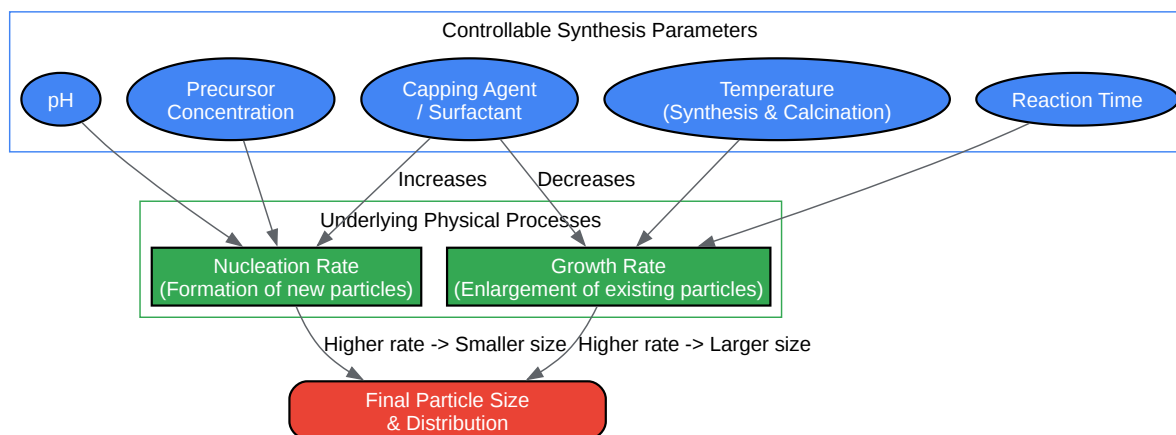 Controllable Synthesis Parameters
pH
Precursor
Concentration
Capping Agent
/ Surfactant
Temperature
(Synthesis & Calcination)
Reaction Time
Increases
Decreases
Underlying Physical Processes
Nucleation Rate
(Formation of new particles)
Growth Rate
(Enlargement of existing particles)
Higher rate -> Smaller size
Higher rate -> Larger size
Final Particle Size
& Distribution